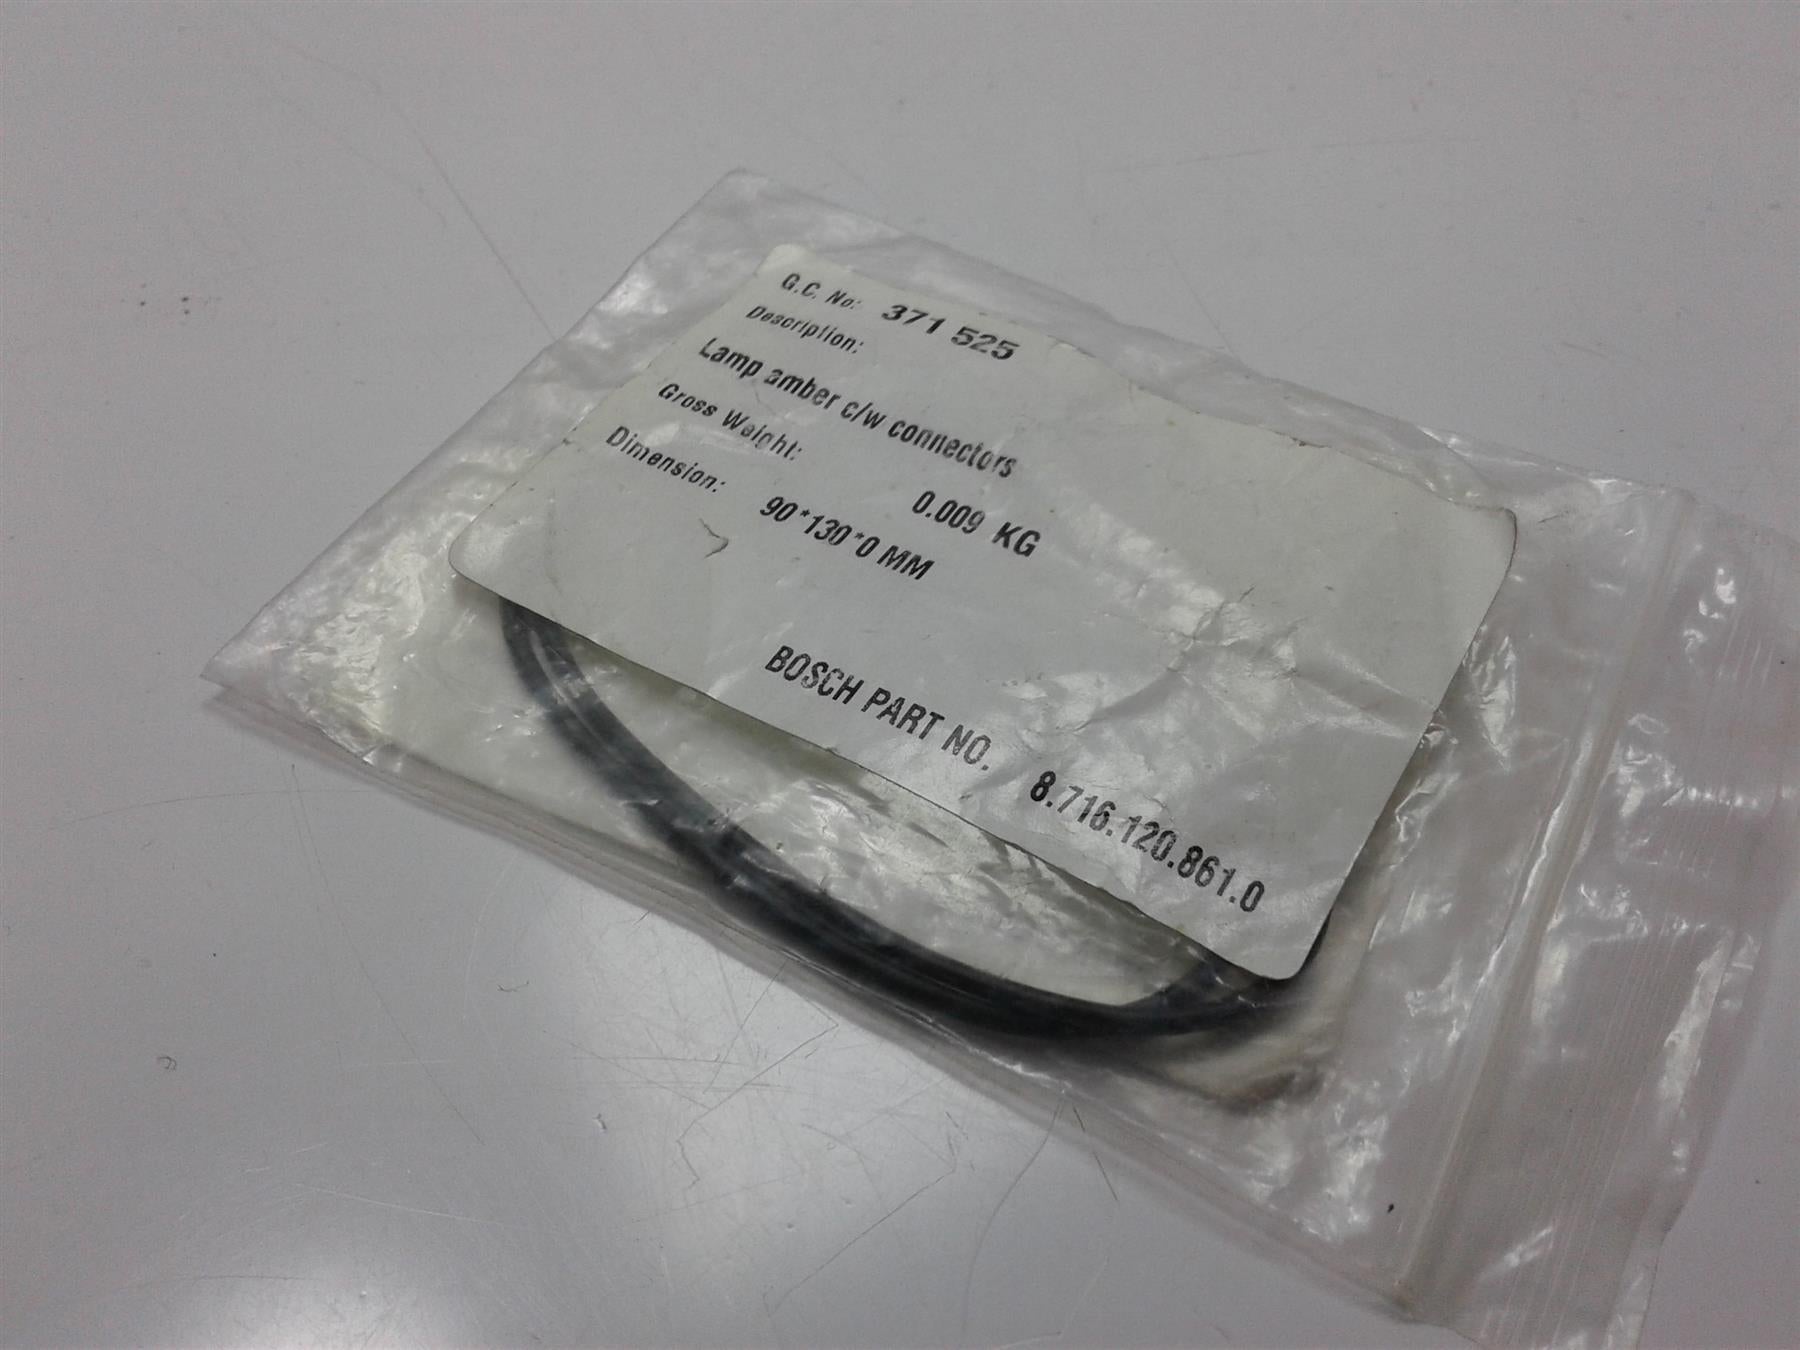 G.C. No: 371 525
Description:
Lamp amber c/w connectors
Gross Weight: 0.009 KG
Dimension: 90*130*0 MM
BOSCH PART NO. 8.716.120.861.0